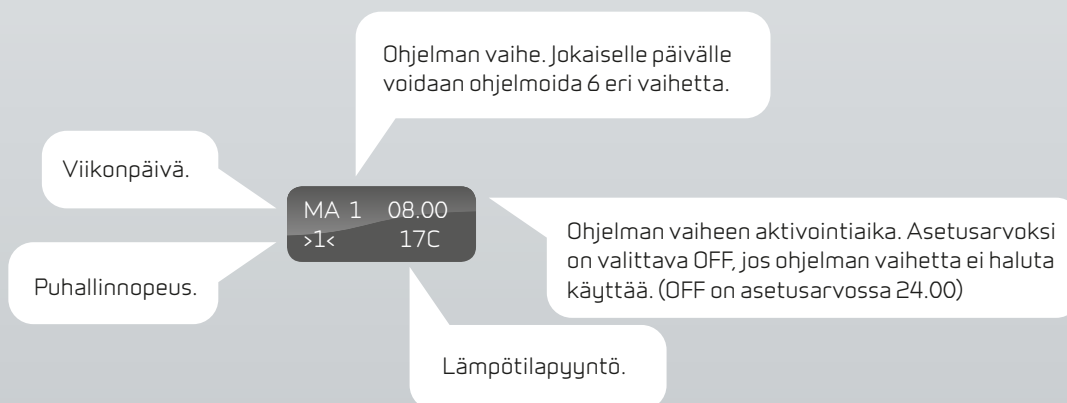 Ohjelman vaihe. Jokaiselle päivälle
voidaan ohjelmoida 6 eri vaihetta.
Viikonpäivä.
MA 1 08.00
>1< 17C
Ohjelman vaiheen aktivointiaika. Asetusarvoksi
on valittava OFF, jos ohjelman vaihetta ei haluta
käyttää. (OFF on asetusarvossa 24.00)
Puhallinnopeus.
Lämpötilapyyntö.